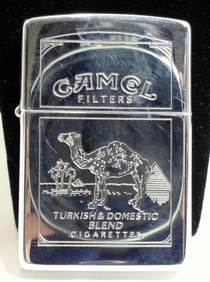 CAMEL
FILTERS
TURKISH & DOMESTIC
BLEND
CIGARETTES